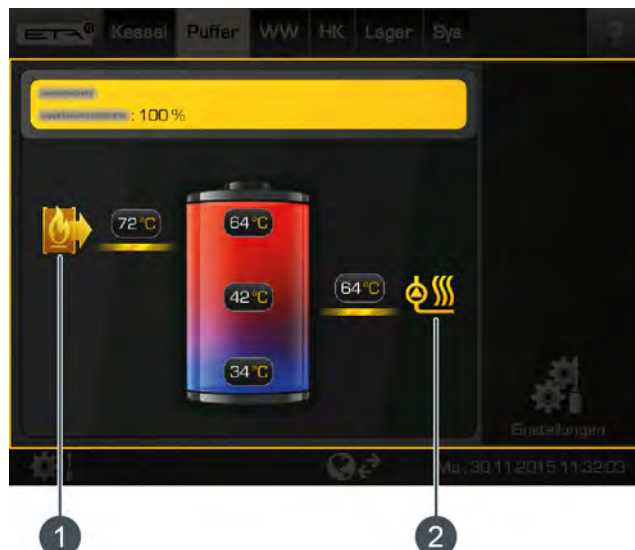 ETA Kessel Puffer WW HK Lager Sys ?
: 100 %
72 °C
64 °C
42 °C
64 °C
34 °C
Einstellungen
Mo., 30.11.2015 11:32:03
1
2